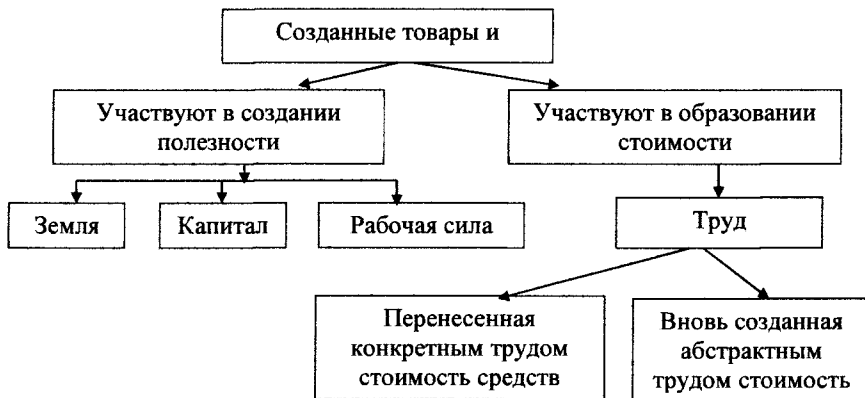 Созданные товары и
Участвуют в создании
полезности
Участвуют в образовании
стоимости
Земля
Капитал
Рабочая сила
Труд
Перенесенная
конкретным трудом
стоимость средств
Вновь созданная
абстрактным
трудом стоимость